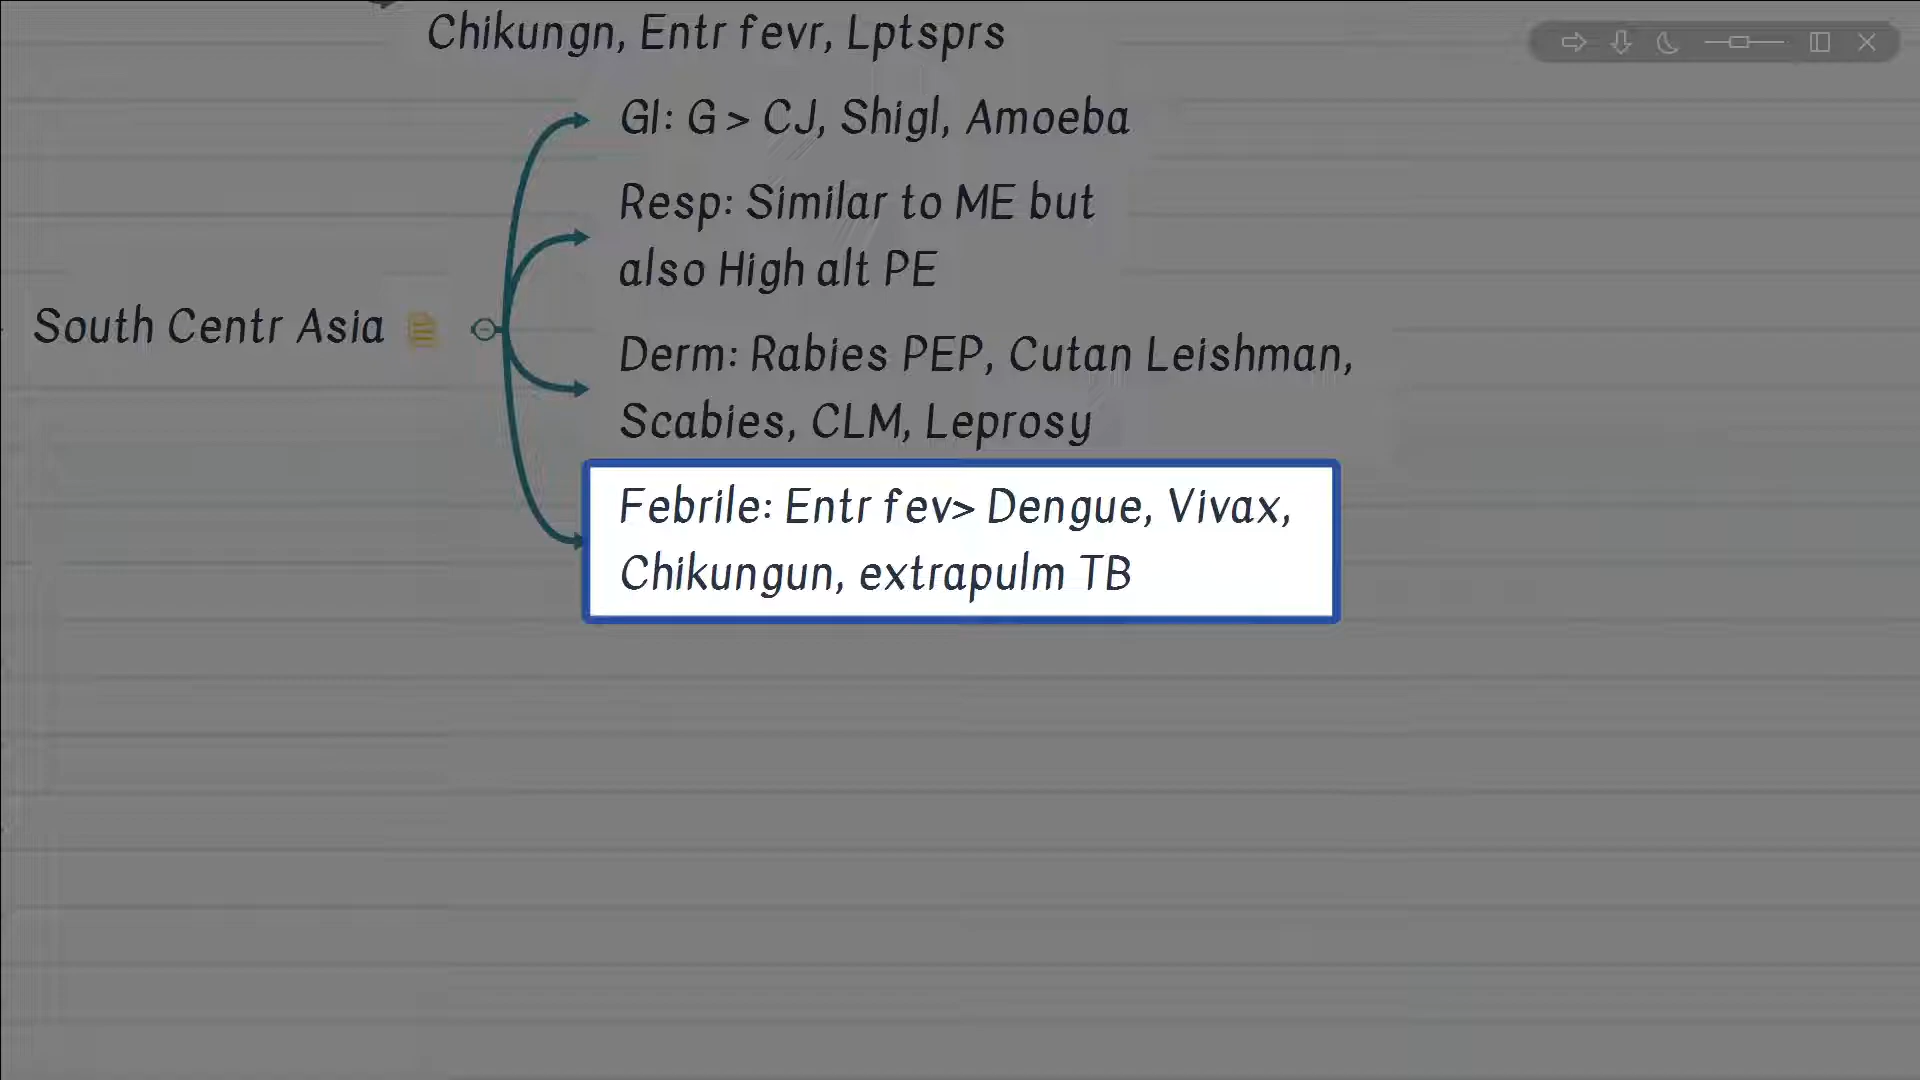 Chikungn, Entr fevr, Lptsprs
GI: G > CJ, Shigl, Amoeba
Resp: Similar to ME but
also High alt PE
South Centr Asia
Derm: Rabies PEP, Cutan Leishman,
Scabies, CLM, Leprosy
Febrile: Entr fev> Dengue, Vivax,
Chikungun, extrapulm TB